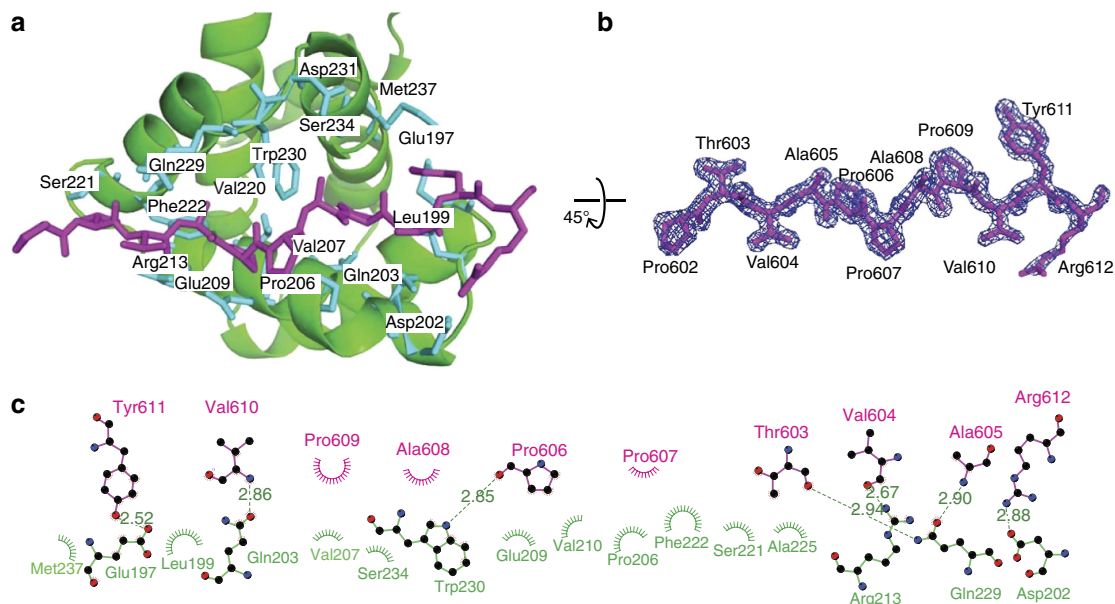 a
Asp231
Met237
Ser234
Glu197
Gln229
Trp230
Ser221
Val220
Phe222
Leu199
Val207
Arg213
Gln203
Glu209
Pro206
Asp202
45°
b
Tyr611
Pro609
Thr603
Ala605
Ala608
Pro606
Pro602
Val604
Pro607
Val610
Arg612
c
Tyr611
Val610
Pro609
Ala608
Pro606
Pro607
Thr603
Val604
Ala605
Arg612
2.52
2.86
2.85
2.67
2.94
2.90
2.88
Met237
Glu197
Leu199
Gln203
Val207
Ser234
Trp230
Glu209
Val210
Pro206
Phe222
Ser221
Ala225
Arg213
Gln229
Asp202